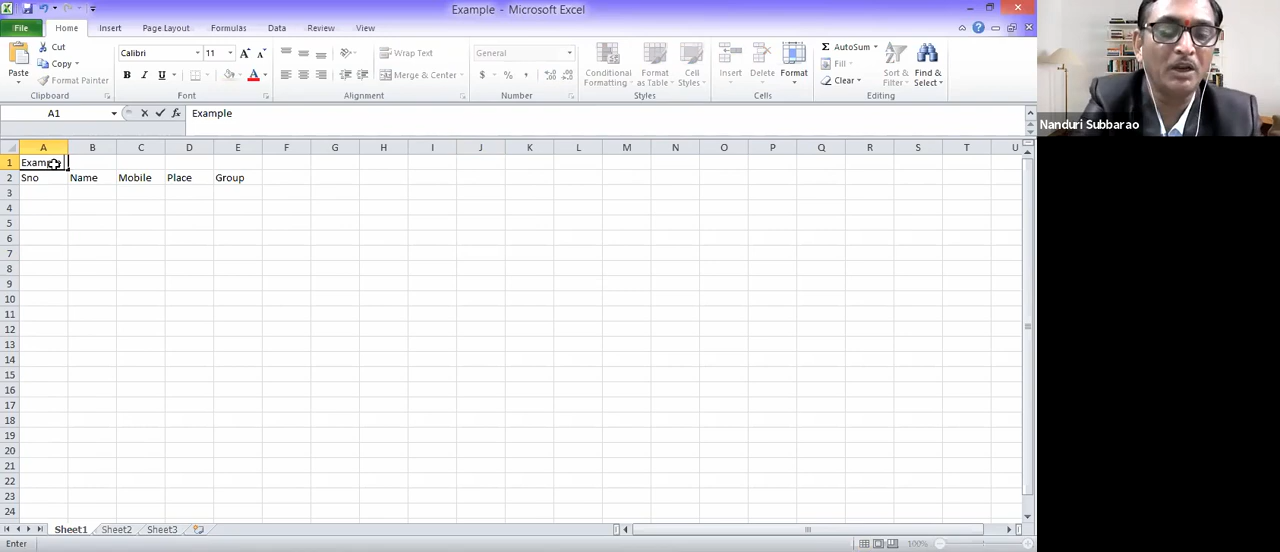 Example - Microsoft Excel
File Home Insert Page Layout Formulas Data Review View
Paste
Cut
Copy
Format Painter
Clipboard
Calibri 11
B I U
Font
Wrap Text
Merge & Center
Alignment
General
$ % ,
Number
Conditional Formatting
Format as Table
Cell Styles
Styles
Insert Delete Format
Cells
Σ AutoSum
Fill
Clear
Sort & Filter
Find & Select
Editing
A1 fx Example
A B C D E F G H I J K L M N O P Q R S T U
1 Example
2 Sno Name Mobile Place Group
3
4
5
6
7
8
9
10
11
12
13
14
15
16
17
18
19
20
21
22
23
24
Sheet1 Sheet2 Sheet3
Enter 100%
Nanduri Subbarao